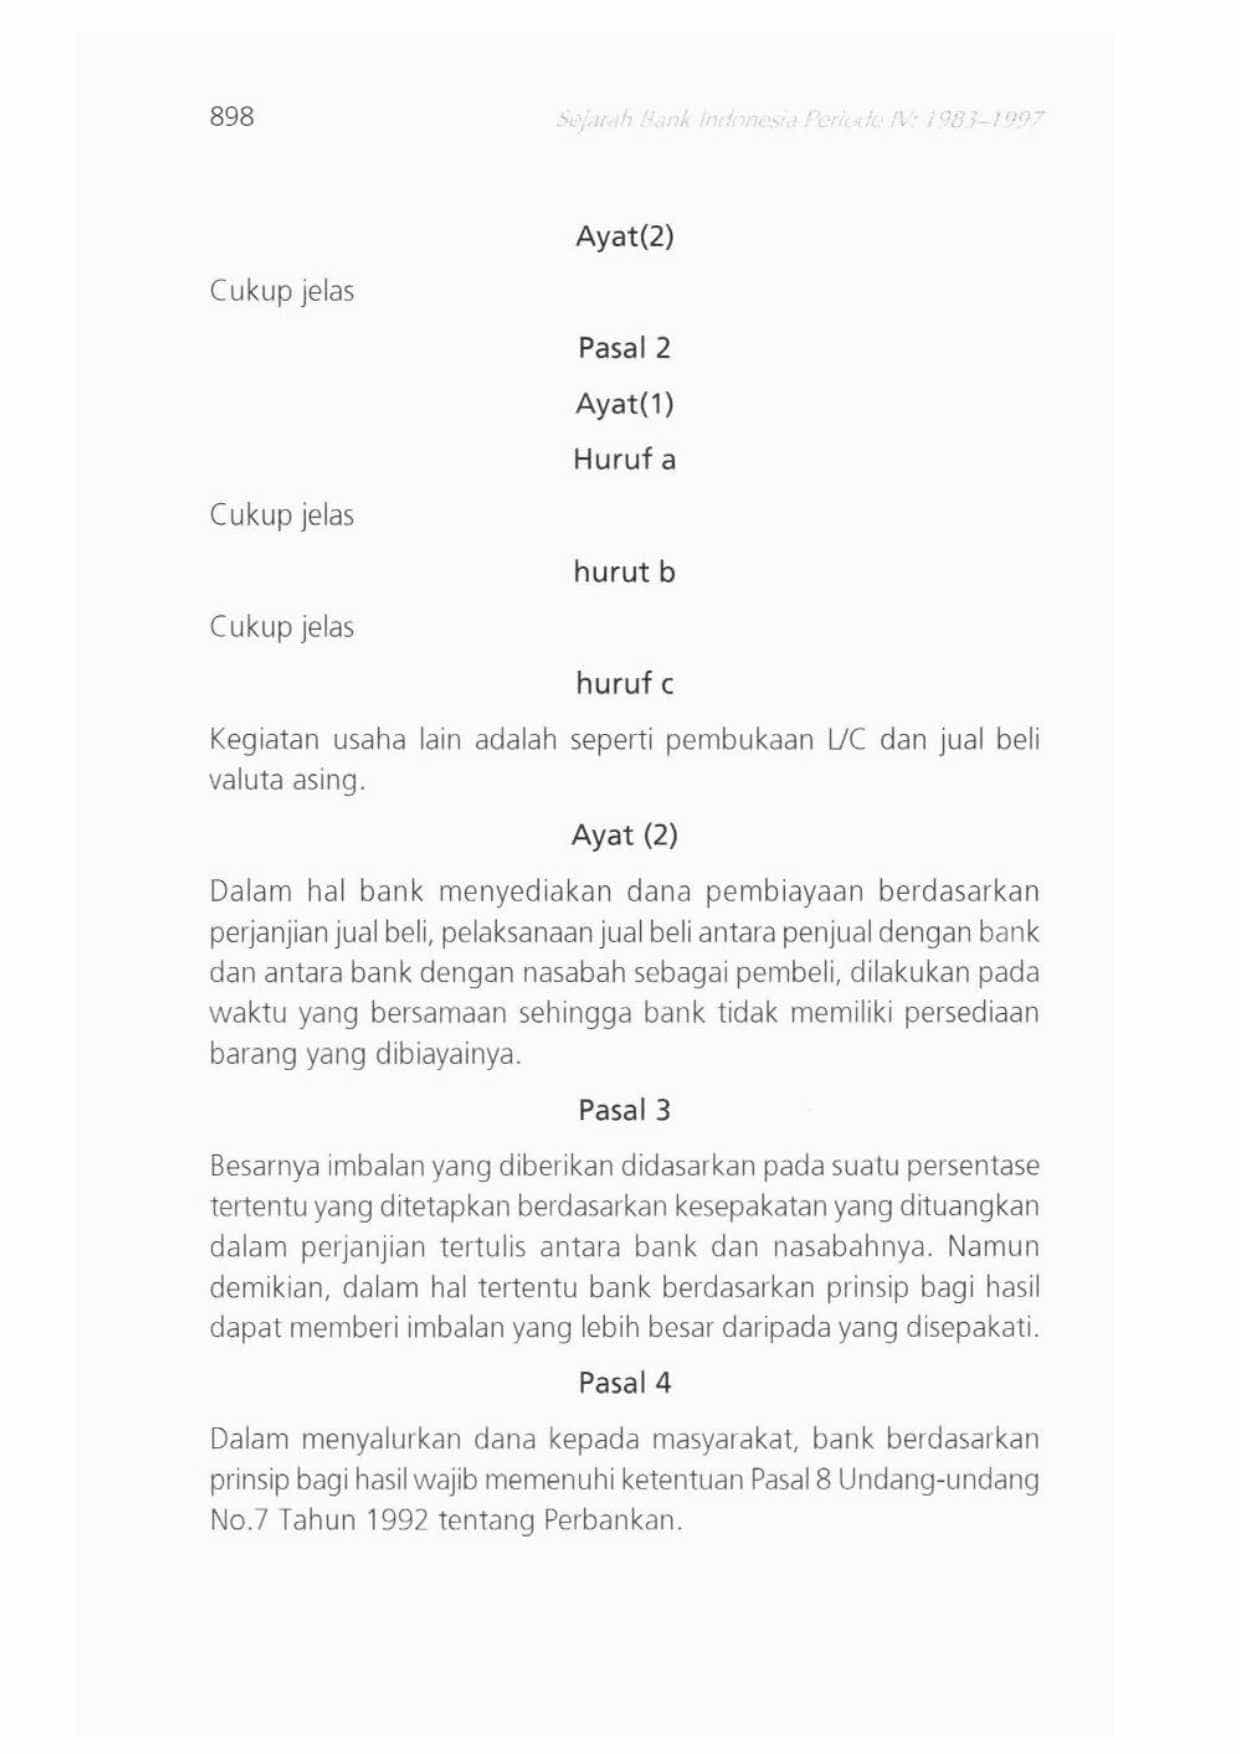 898
Sejarah Bank Indonesia Periode IV: 1983–1997
Ayat(2)
Cukup jelas
Pasal 2
Ayat(1)
Huruf a
Cukup jelas
hurut b
Cukup jelas
huruf c
Kegiatan usaha lain adalah seperti pembukaan L/C dan jual beli
valuta asing.
Ayat (2)
Dalam hal bank menyediakan dana pembiayaan berdasarkan
perjanjian jual beli, pelaksanaan jual beli antara penjual dengan bank
dan antara bank dengan nasabah sebagai pembeli, dilakukan pada
waktu yang bersamaan sehingga bank tidak memiliki persediaan
barang yang dibiayainya.
Pasal 3
Besarnya imbalan yang diberikan didasarkan pada suatu persentase
tertentu yang ditetapkan berdasarkan kesepakatan yang dituangkan
dalam perjanjian tertulis antara bank dan nasabahnya. Namun
demikian, dalam hal tertentu bank berdasarkan prinsip bagi hasil
dapat memberi imbalan yang lebih besar daripada yang disepakati.
Pasal 4
Dalam menyalurkan dana kepada masyarakat, bank berdasarkan
prinsip bagi hasil wajib memenuhi ketentuan Pasal 8 Undang-undang
No.7 Tahun 1992 tentang Perbankan.